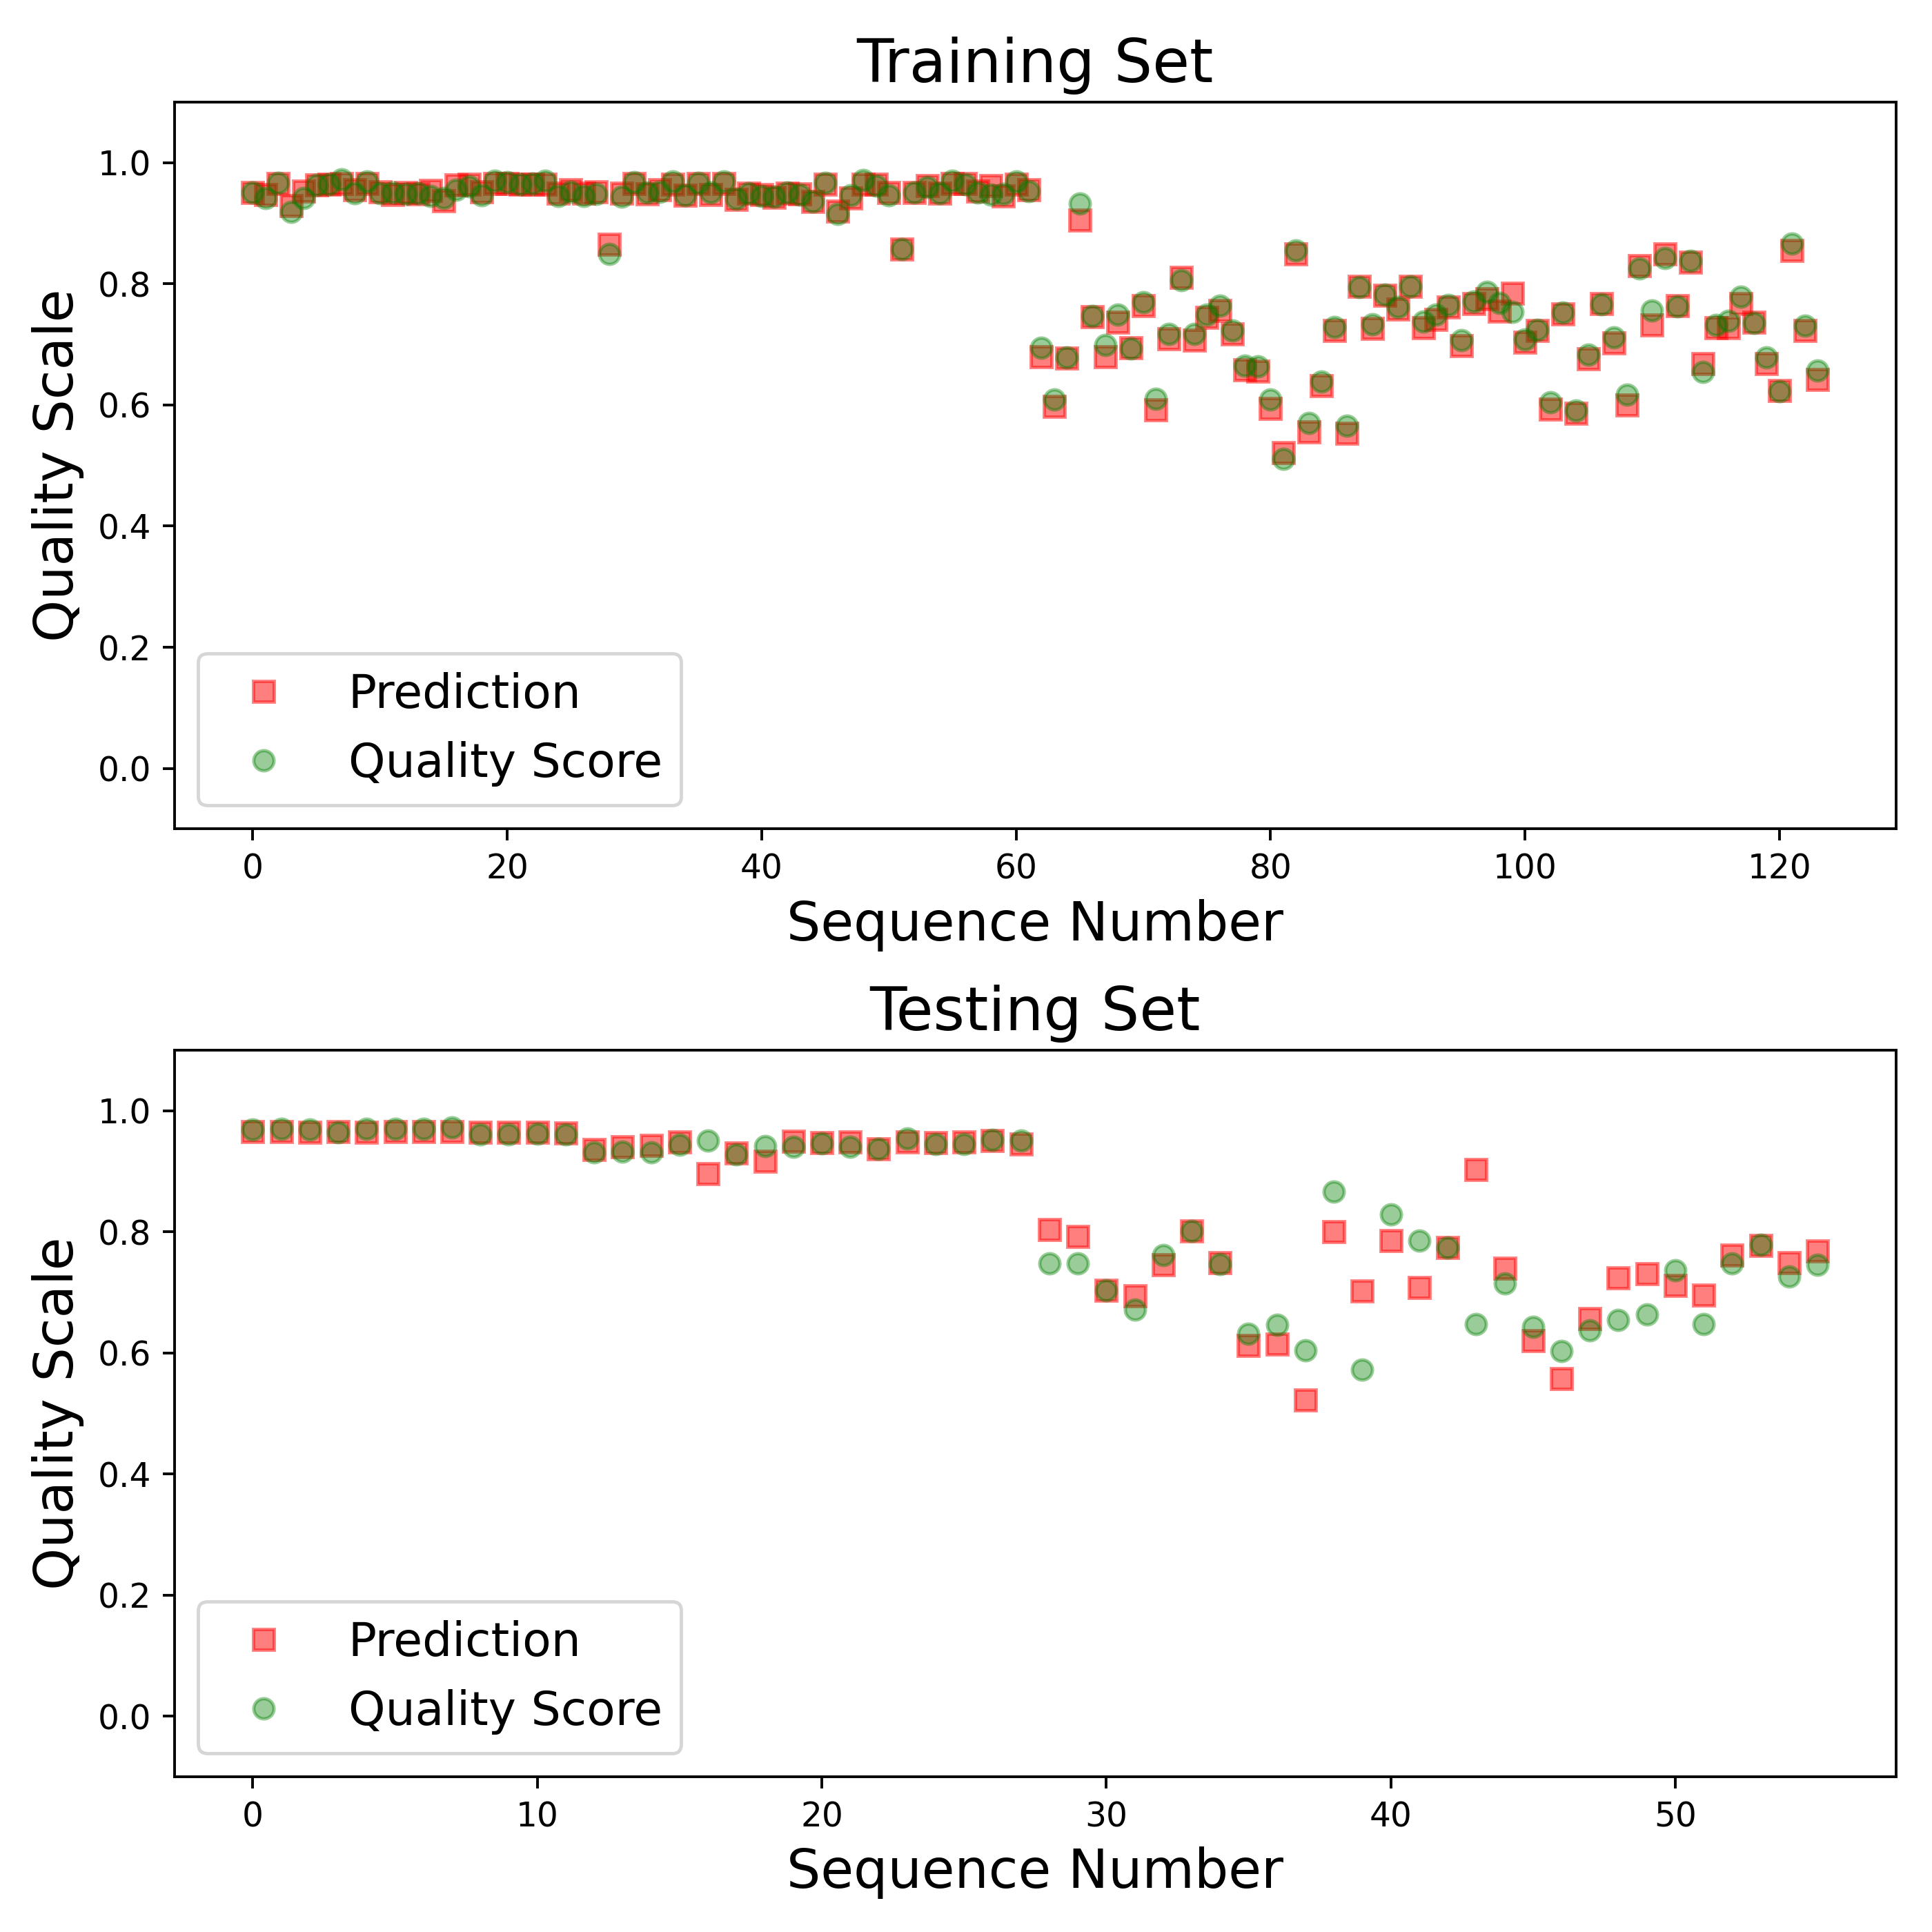 Training Set
Quality Scale
1.0
0.8
0.6
0.4
0.2
0.0
Prediction
Quality Score
0 20 40 60 80 100 120
Sequence Number
Testing Set
Quality Scale
1.0
0.8
0.6
0.4
0.2
0.0
Prediction
Quality Score
0 10 20 30 40 50
Sequence Number